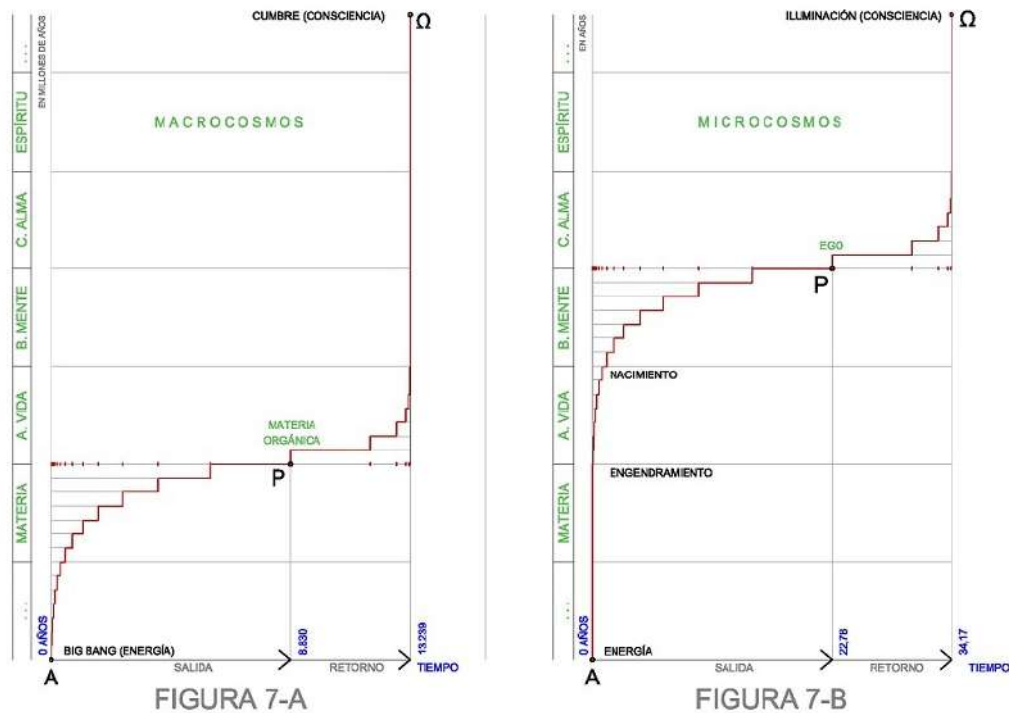 CUMBRE (CONSCIENCIA)
Ω
EN MILLONES DE AÑOS
...
ESPÍRITU
C. ALMA
B. MENTE
A. VIDA
MATERIA
...
MACROCOSMOS
MATERIA
ORGÁNICA
P
0 AÑOS
8.830
13.239
BIG BANG (ENERGÍA)
A
SALIDA
RETORNO
TIEMPO
FIGURA 7-A
ILUMINACIÓN (CONSCIENCIA)
Ω
EN AÑOS
...
ESPÍRITU
C. ALMA
B. MENTE
A. VIDA
MATERIA
...
MICROCOSMOS
EGO
P
NACIMIENTO
ENGENDRAMIENTO
0 AÑOS
22,78
34,17
ENERGÍA
A
SALIDA
RETORNO
TIEMPO
FIGURA 7-B